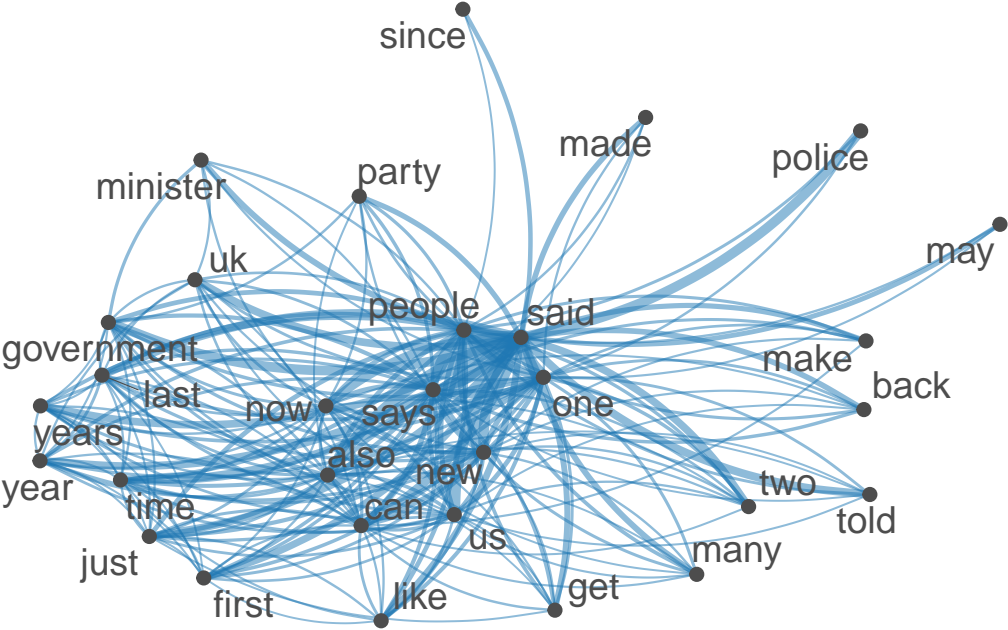 since
made
police
minister
party
may
uk
people
said
government
make
last
back
now
says
one
years
also
new
year
time
can
two
us
told
just
many
first
like
get